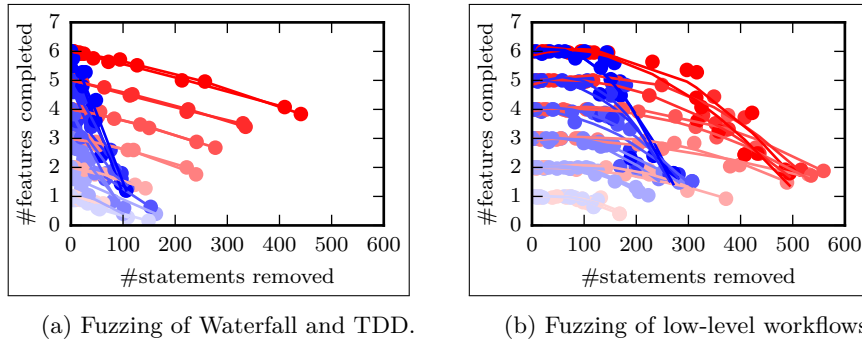 7
6
5
4
3
2
1
0
#features completed
0 100 200 300 400 500 600
#statements removed
(a) Fuzzing of Waterfall and TDD.
7
6
5
4
3
2
1
0
#features completed
0 100 200 300 400 500 600
#statements removed
(b) Fuzzing of low-level workflows